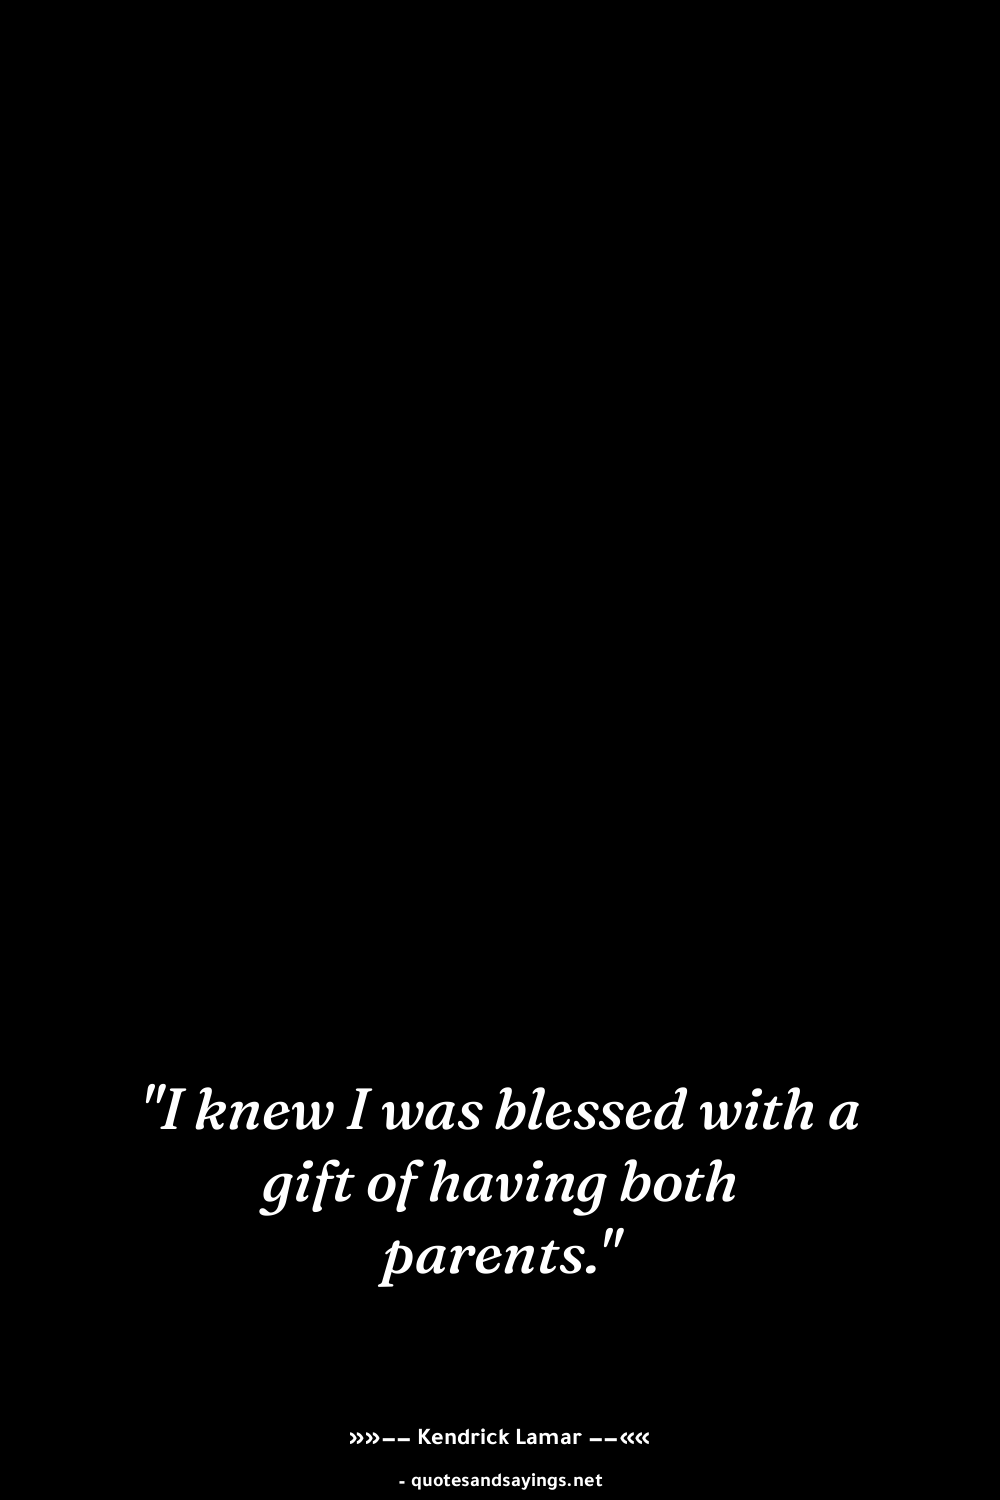 "I knew I was blessed with a
gift of having both
parents."
»»–– Kendrick Lamar ––««
- quotesandsayings.net